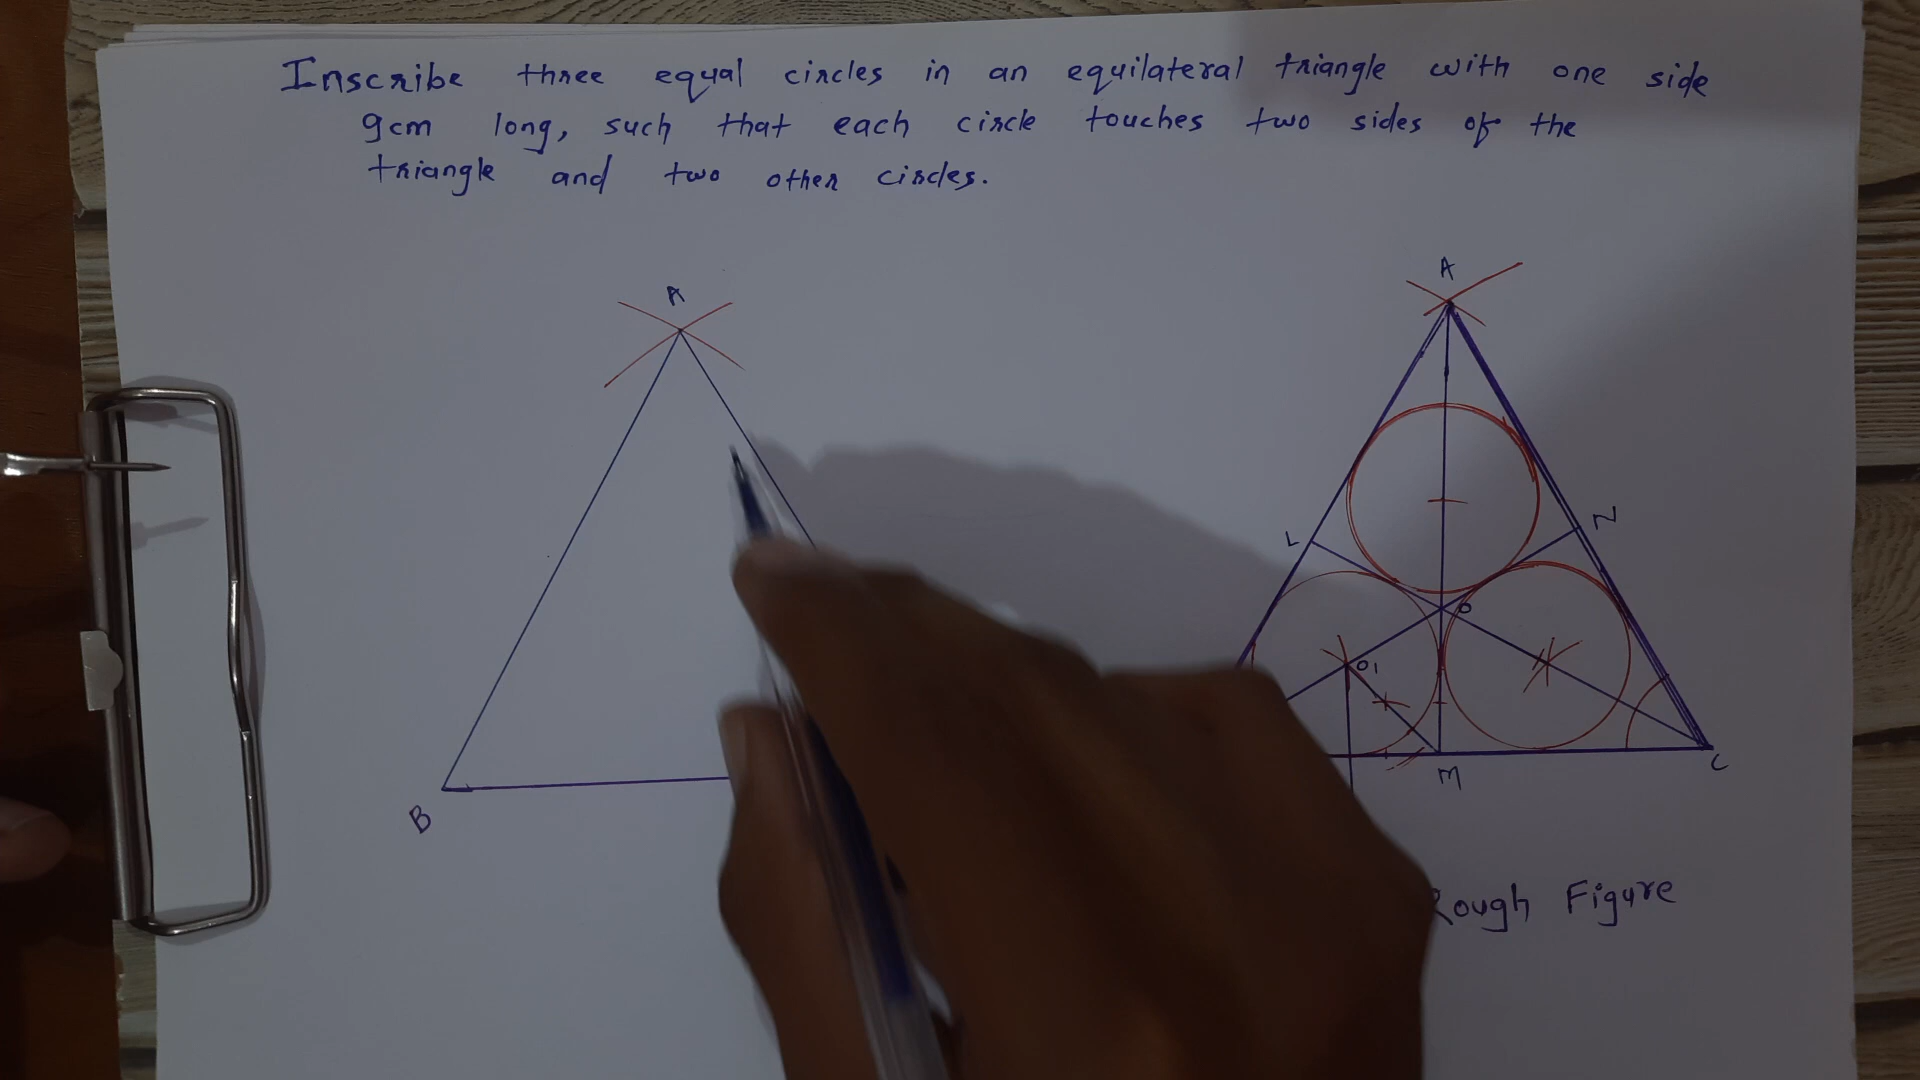 Inscribe three equal circles in an equilateral triangle with one side
9cm long, such that each circle touches two sides of the
triangle and two other circles.
A
A
L
N
O
O1
B
M
C
Rough Figure